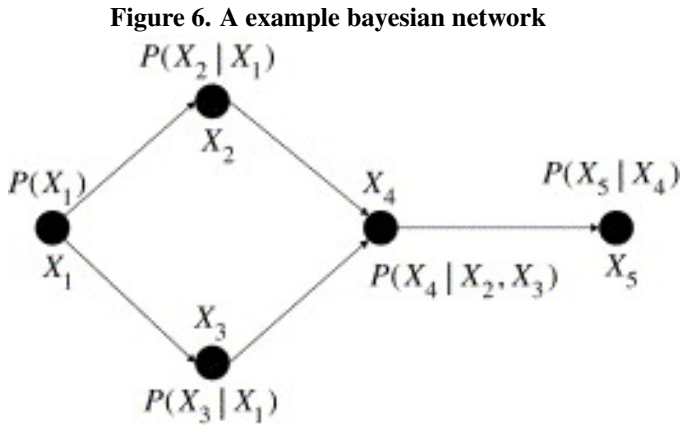 Figure 6. A example bayesian network
P(X₂ | X₁)
X₂
P(X₁)
X₁
X₄
P(X₅ | X₄)
P(X₄ | X₂, X₃)
X₅
X₃
P(X₃ | X₁)